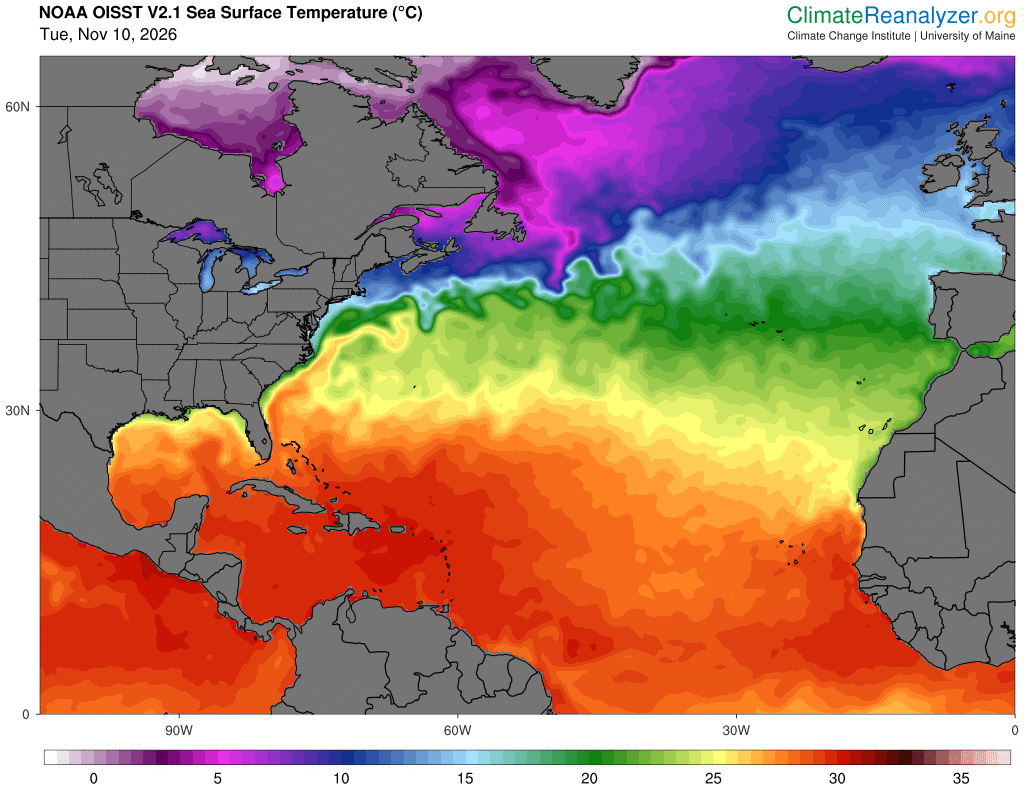 NOAA OISST V2.1 Sea Surface Temperature (°C)
Tue, Nov 10, 2026
ClimateReanalyzer.org
Climate Change Institute | University of Maine
60N
30N
0
90W 60W 30W 0
0 5 10 15 20 25 30 35